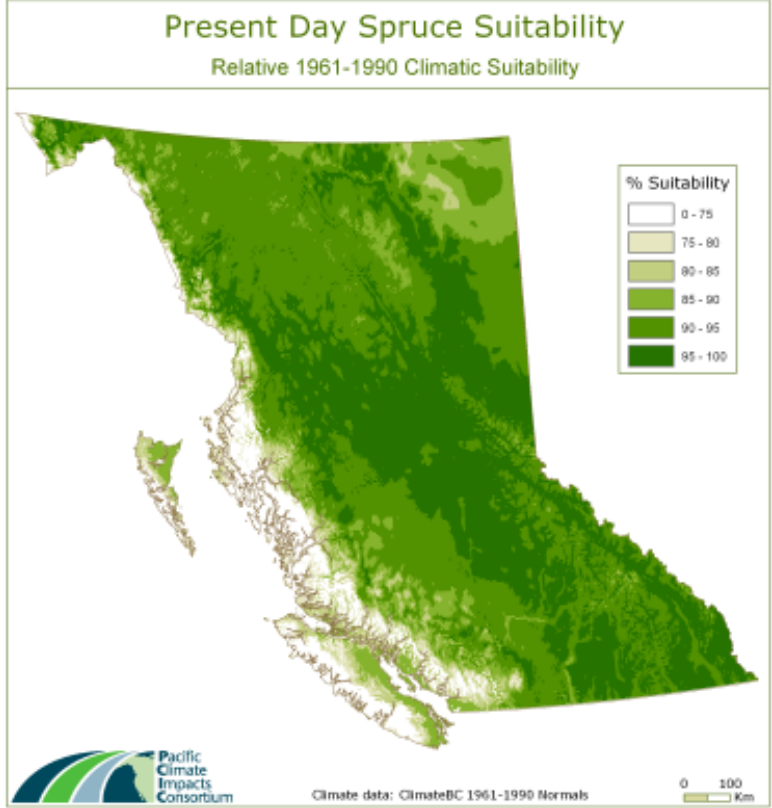 Present Day Spruce Suitability
Relative 1961-1990 Climatic Suitability
% Suitability
0 - 75
75 - 80
80 - 85
85 - 90
90 - 95
95 - 100
Pacific
Climate
Impacts
Consortium
Climate data: ClimateBC 1961-1990 Normals
0 100
Km